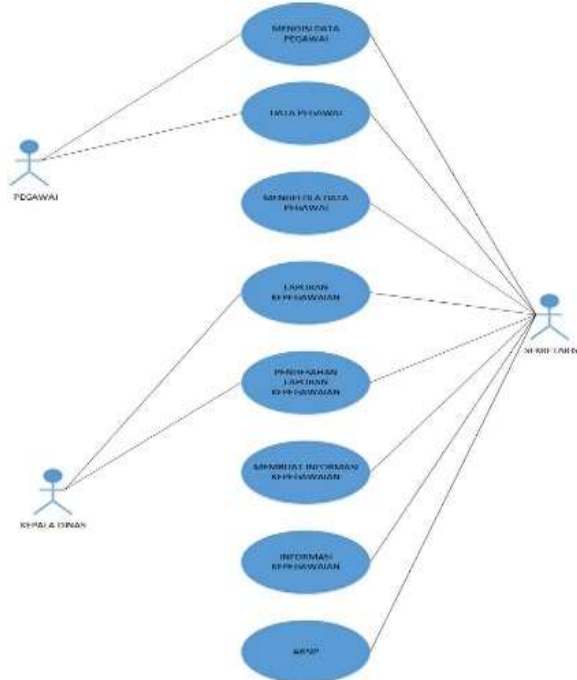 MENGISI DATA
PEGAWAI
DATA PEGAWAI
PEGAWAI
MENGELOLA DATA
PEGAWAI
LAPORAN
KEPEGAWAIAN
SEKRETARIS
PENGESAHAN
LAPORAN
KEPEGAWAIAN
MEMBUAT INFORMASI
KEPEGAWAIAN
KEPALA DINAS
INFORMASI
KEPEGAWAIAN
ARSIP